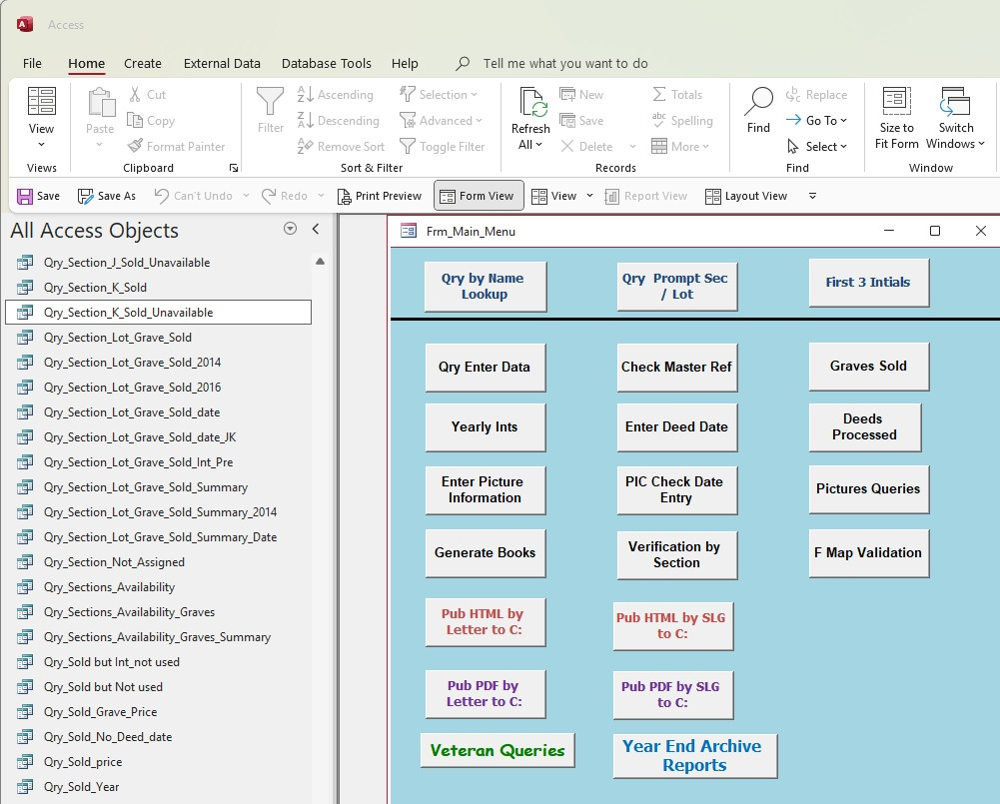 Access
File Home Create External Data Database Tools Help Tell me what you want to do
View
Views
Paste
Cut
Copy
Format Painter
Clipboard
Filter
Ascending
Descending
Remove Sort
Selection
Advanced
Toggle Filter
Sort & Filter
Refresh
All
New
Save
Delete
Totals
Spelling
More
Records
Find
Replace
Go To
Select
Find
Size to
Fit Form
Switch
Windows
Window
Save Save As Can't Undo Redo Print Preview Form View View Report View Layout View
All Access Objects
Qry_Section_J_Sold_Unavailable
Qry_Section_K_Sold
Qry_Section_K_Sold_Unavailable
Qry_Section_Lot_Grave_Sold
Qry_Section_Lot_Grave_Sold_2014
Qry_Section_Lot_Grave_Sold_2016
Qry_Section_Lot_Grave_Sold_date
Qry_Section_Lot_Grave_Sold_date_JK
Qry_Section_Lot_Grave_Sold_Int_Pre
Qry_Section_Lot_Grave_Sold_Summary
Qry_Section_Lot_Grave_Sold_Summary_2014
Qry_Section_Lot_Grave_Sold_Summary_Date
Qry_Section_Not_Assigned
Qry_Sections_Availability
Qry_Sections_Availability_Graves
Qry_Sections_Availability_Graves_Summary
Qry_Sold but Int_not used
Qry_Sold but Not used
Qry_Sold_Grave_Price
Qry_Sold_No_Deed_date
Qry_Sold_price
Qry_Sold_Year
Frm_Main_Menu
Qry by Name
Lookup
Qry Prompt Sec
/ Lot
First 3 Intials
Qry Enter Data
Check Master Ref
Graves Sold
Yearly Ints
Enter Deed Date
Deeds
Processed
Enter Picture
Information
PIC Check Date
Entry
Pictures Queries
Generate Books
Verification by
Section
F Map Validation
Pub HTML by
Letter to C:
Pub HTML by SLG
to C:
Pub PDF by
Letter to C:
Pub PDF by SLG
to C:
Veteran Queries
Year End Archive
Reports